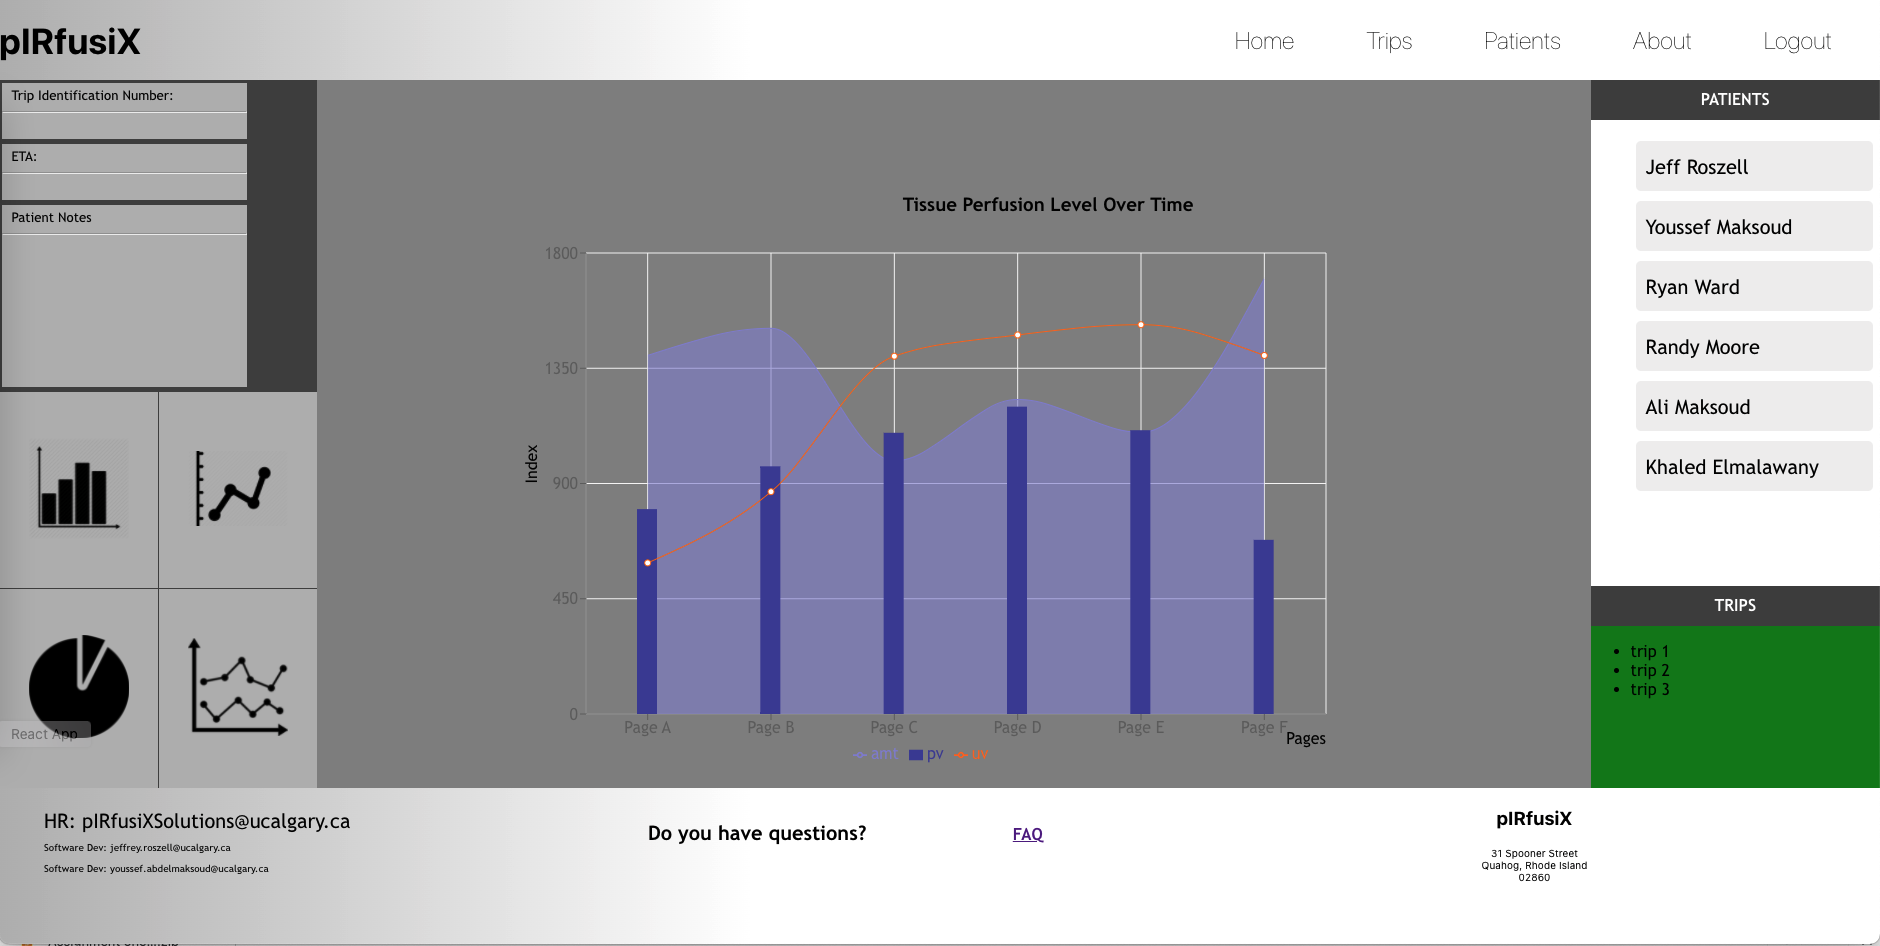 pIRfusiX
Home Trips Patients About Logout
Trip Identification Number:
ETA:
Patient Notes
React App
Tissue Perfusion Level Over Time
1800
1350
900
450
0
Index
Page A Page B Page C Page D Page E Page F
Pages
amt pv uv
PATIENTS
Jeff Roszell
Youssef Maksoud
Ryan Ward
Randy Moore
Ali Maksoud
Khaled Elmalawany
TRIPS
trip 1
trip 2
trip 3
HR: pIRfusiXSolutions@ucalgary.ca
Software Dev: jeffrey.roszell@ucalgary.ca
Software Dev: youssef.abdelmaksoud@ucalgary.ca
Do you have questions?
FAQ
pIRfusiX
31 Spooner Street
Quahog, Rhode Island
02860